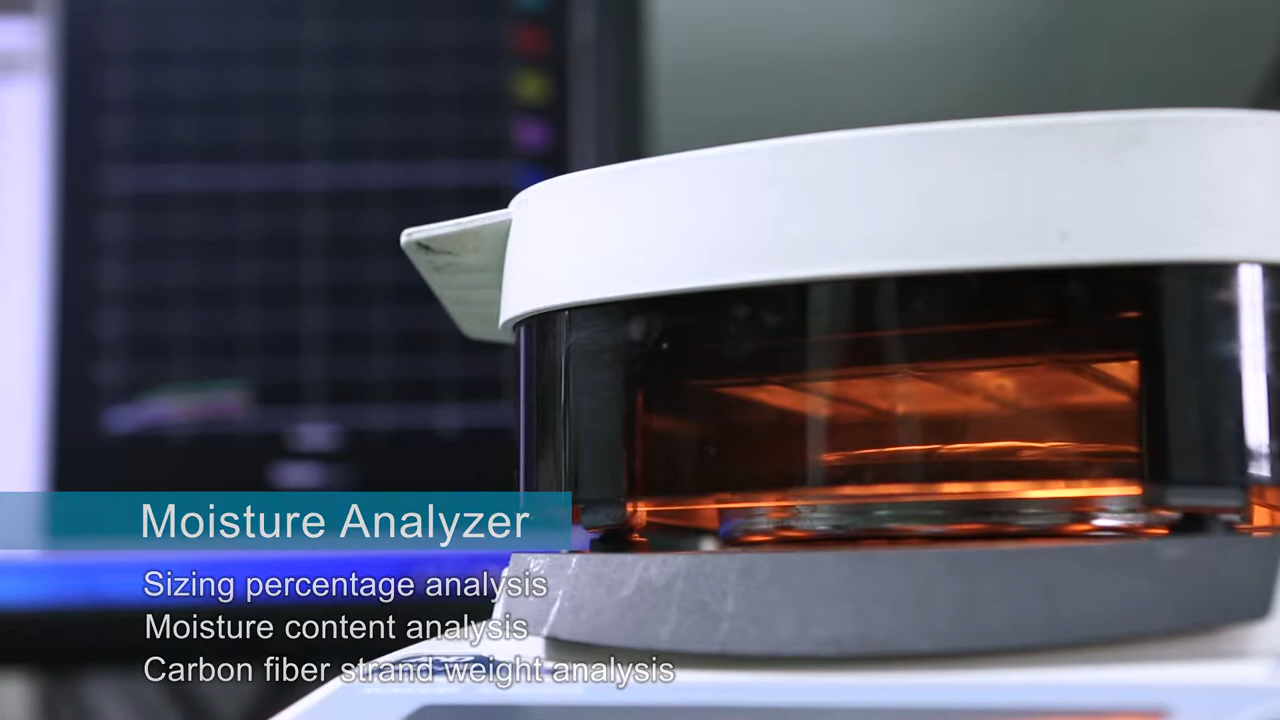 Moisture Analyzer
Sizing percentage analysis
Moisture content analysis
Carbon fiber strand weight analysis